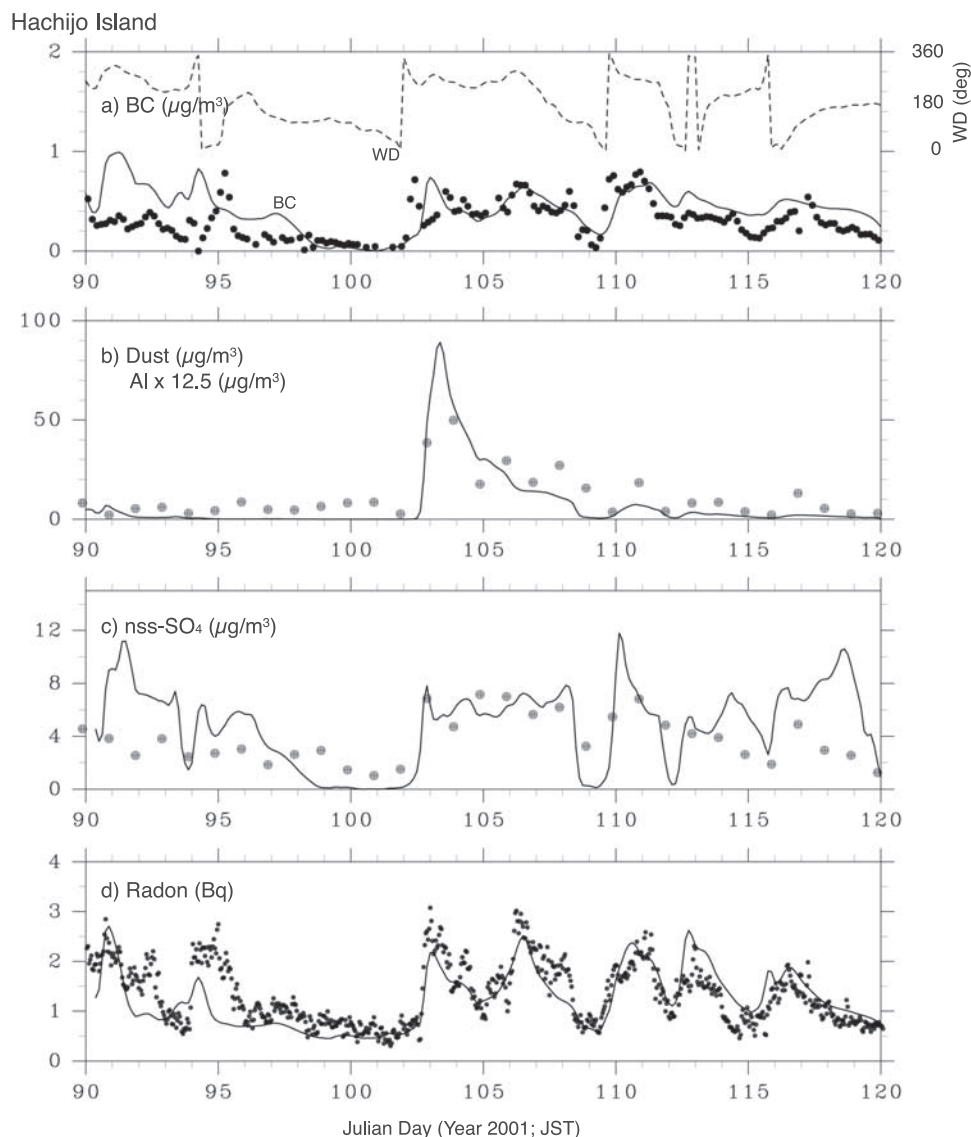 Hachijo Island
2 360
a) BC (µg/m³)
180
WD (deg)
1 0
WD
BC
0
90 95 100 105 110 115 120
100
b) Dust (µg/m³)
Al x 12.5 (µg/m³)
50
0
90 95 100 105 110 115 120
12
c) nss-SO₄ (µg/m³)
8
4
0
90 95 100 105 110 115 120
4
d) Radon (Bq)
3
2
1
0
90 95 100 105 110 115 120
Julian Day (Year 2001; JST)